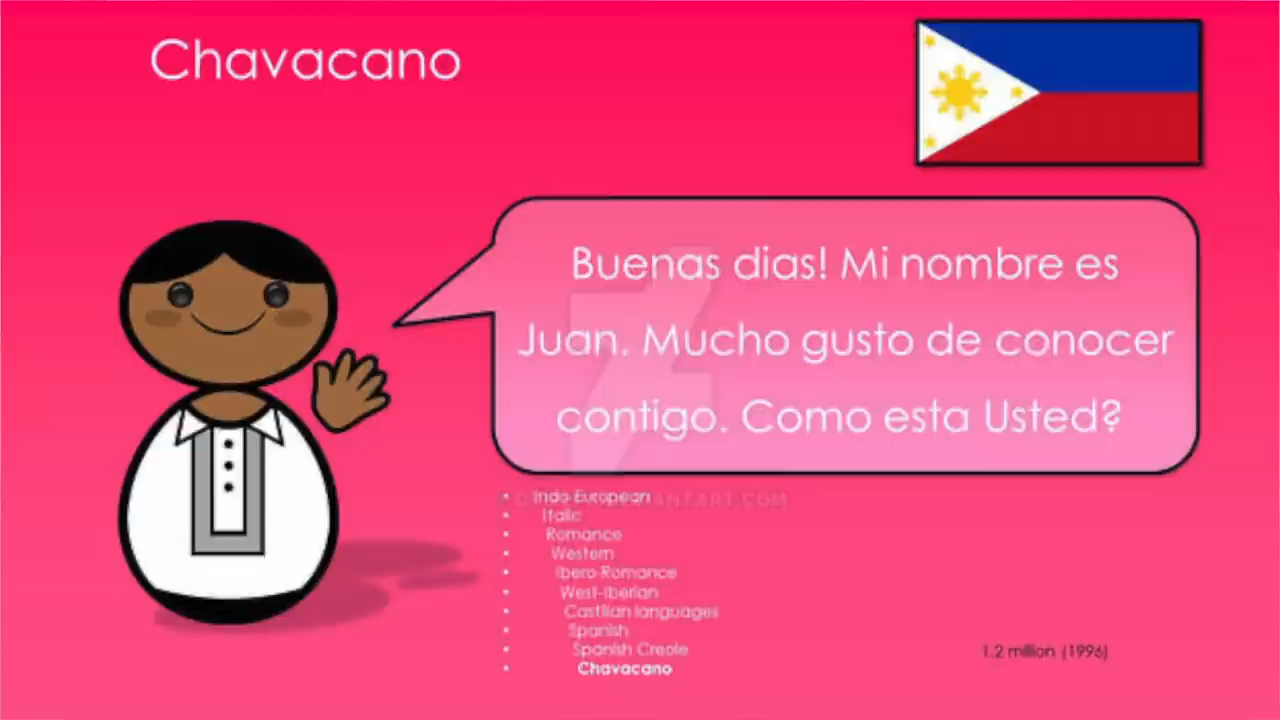 Chavacano
Buenas dias! Mi nombre es
Juan. Mucho gusto de conocer
contigo. Como esta Usted?
• Indo-European
• Italic
• Romance
• Western
• Ibero-Romance
• West-Iberian
• Castilian languages
• Spanish
• Spanish Creole
• Chavacano
1.2 million (1996)